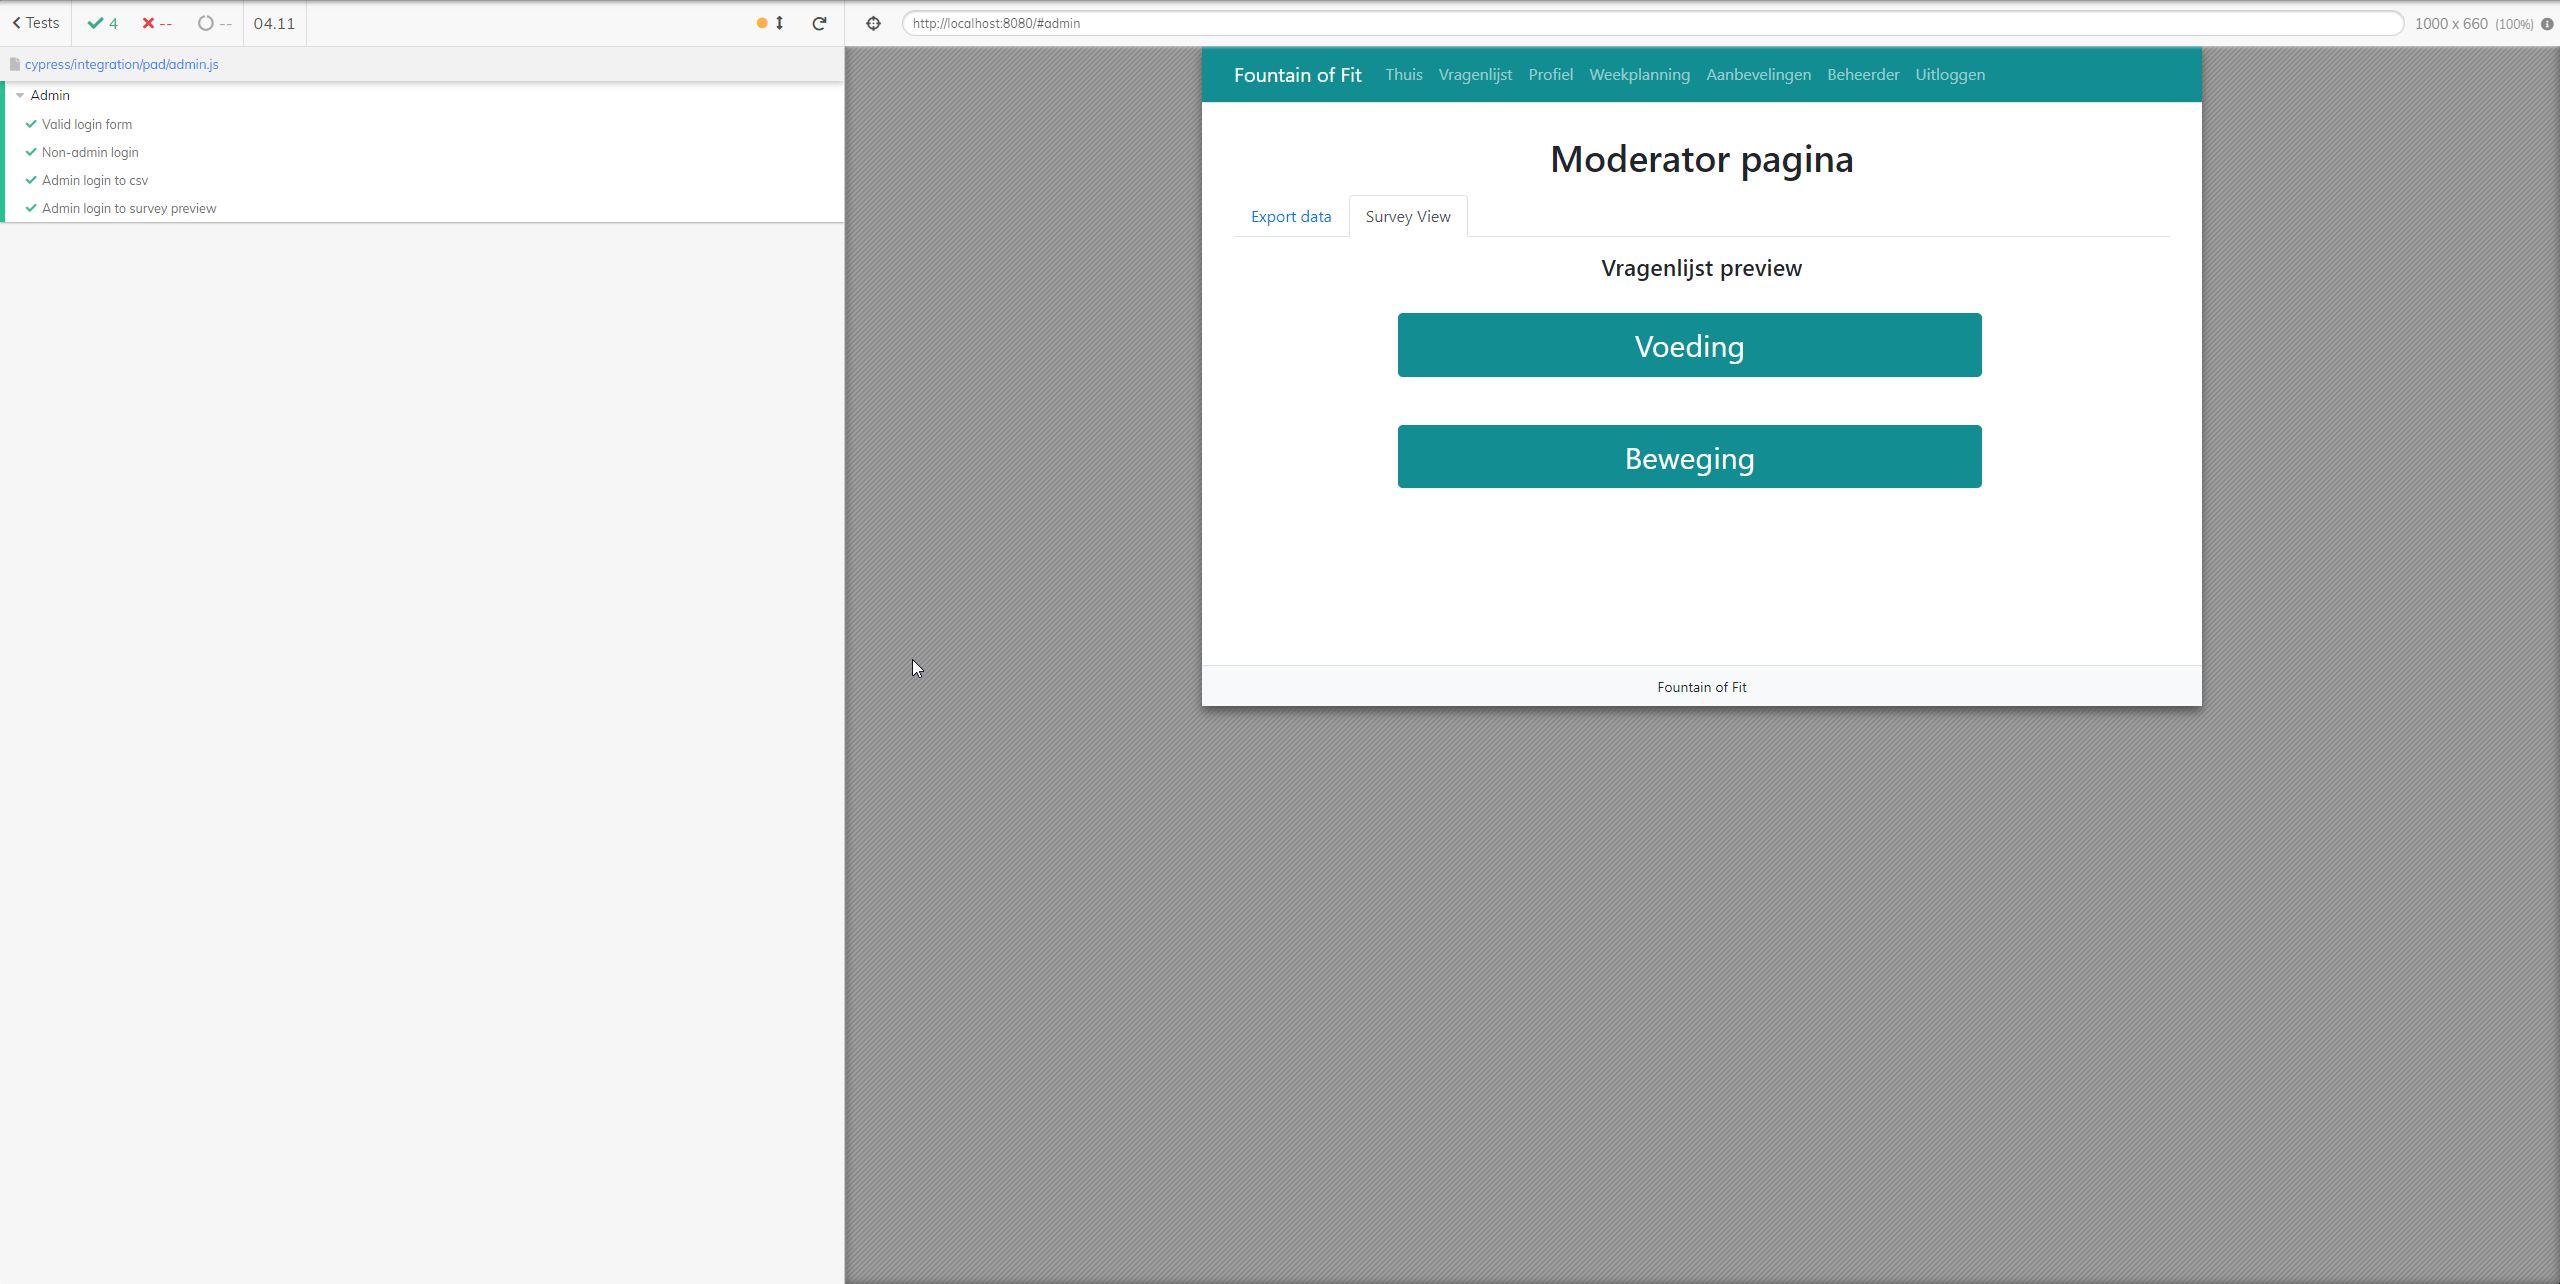 Tests 4 -- -- 04.11
http://localhost:8080/#admin 1000 x 660 (100%)
cypress/integration/pad/admin.js
Admin
Valid login form
Non-admin login
Admin login to csv
Admin login to survey preview
Fountain of Fit Thuis Vragenlijst Profiel Weekplanning Aanbevelingen Beheerder Uitloggen
Moderator pagina
Export data Survey View
Vragenlijst preview
Voeding
Beweging
Fountain of Fit